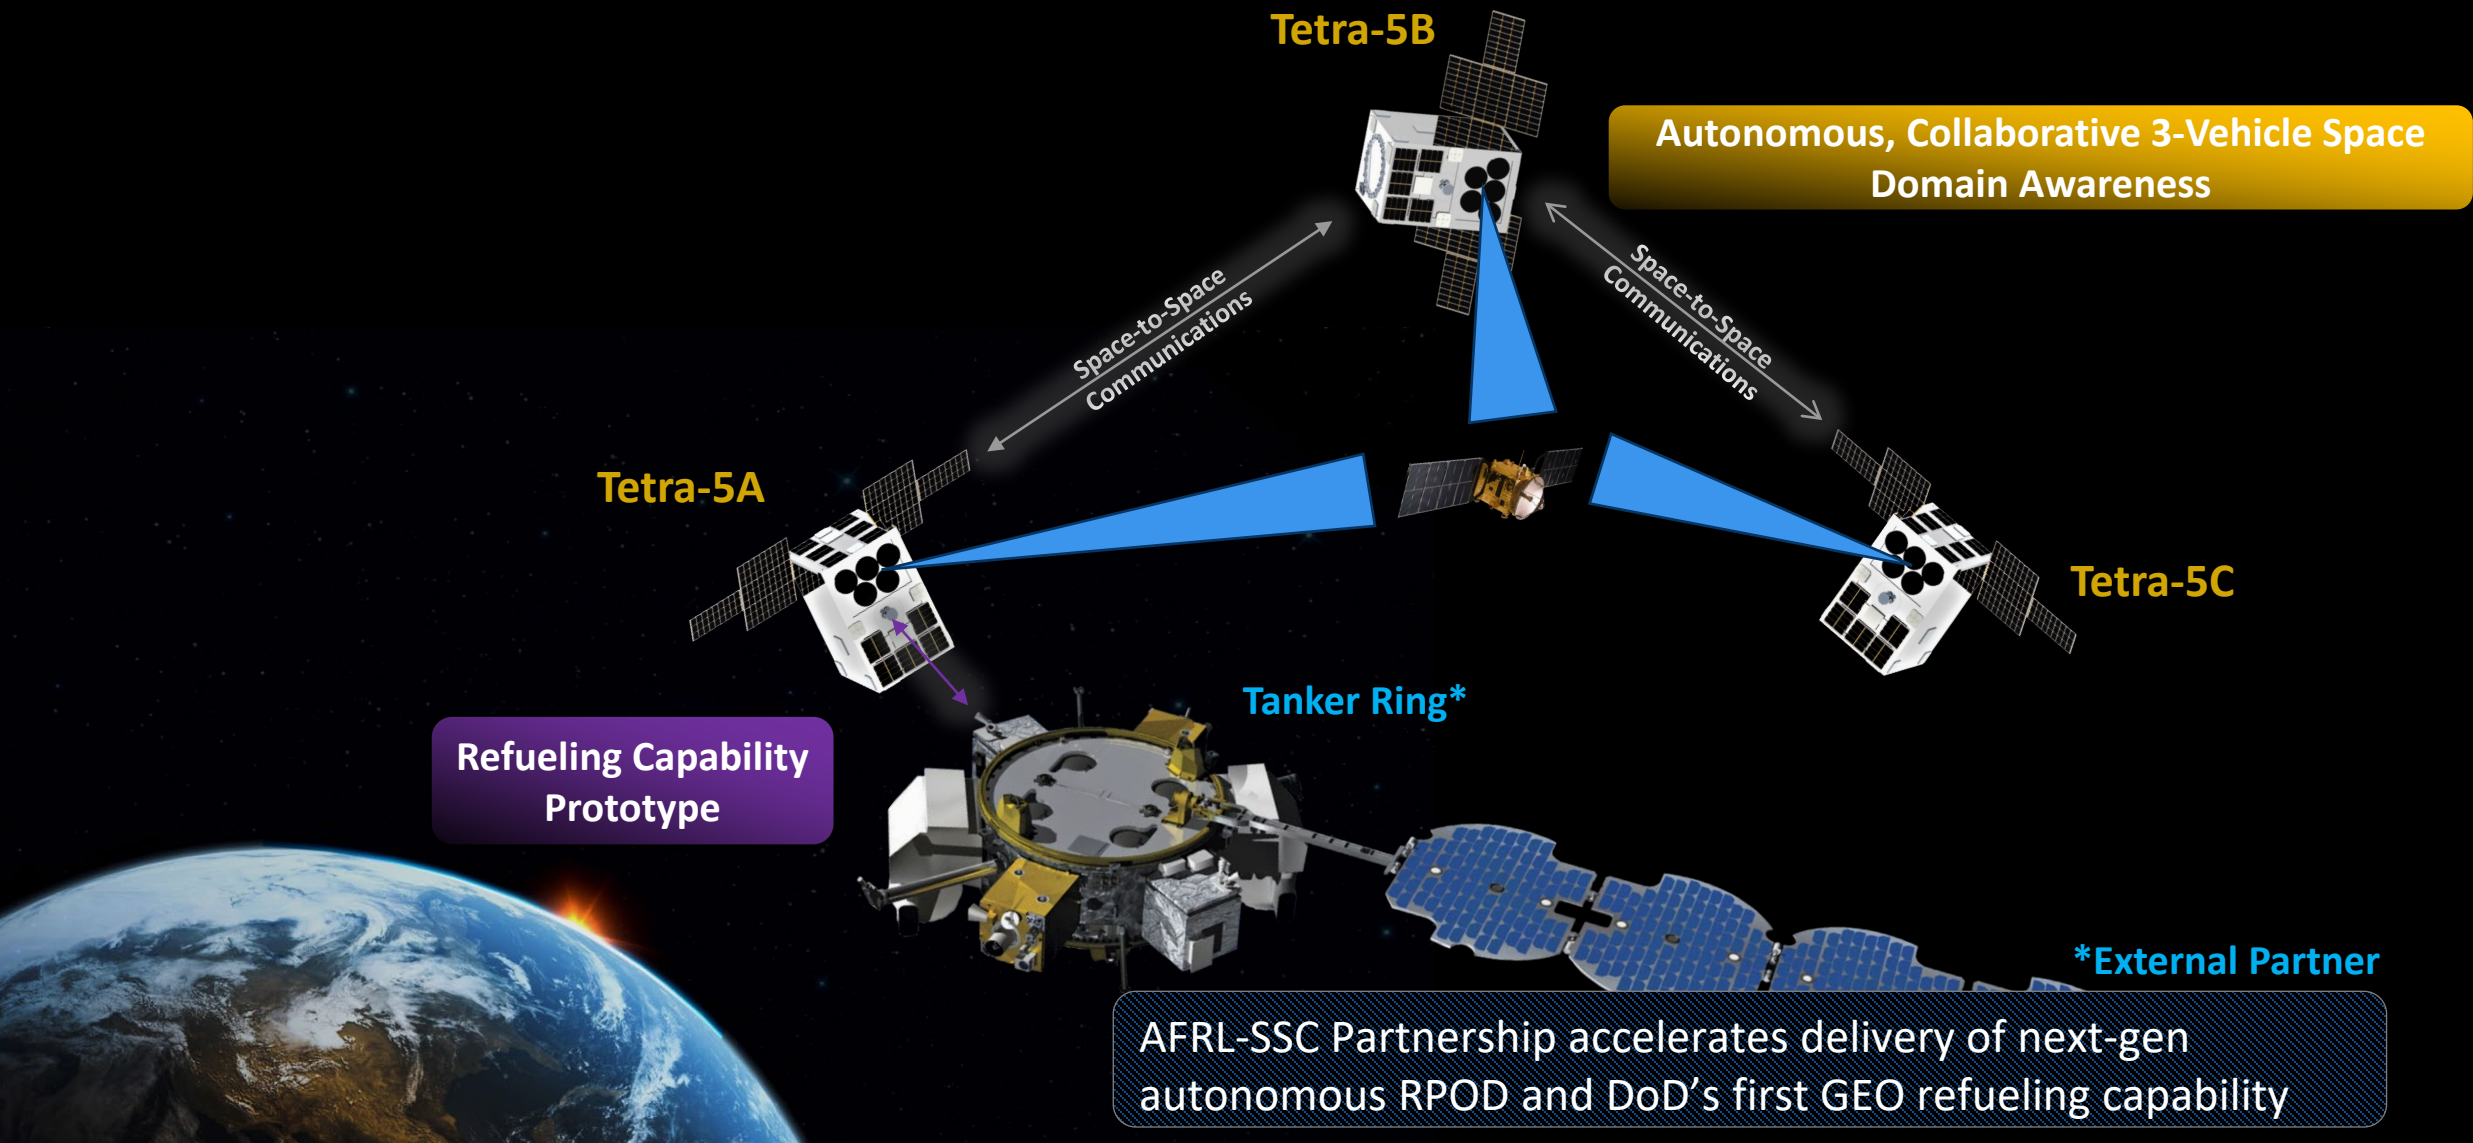 Tetra-5B
Autonomous, Collaborative 3-Vehicle Space
Domain Awareness
Space-to-Space
Communications
Space-to-Space
Communications
Tetra-5A
Tetra-5C
Tanker Ring*
Refueling Capability
Prototype
*External Partner
AFRL-SSC Partnership accelerates delivery of next-gen
autonomous RPOD and DoD’s first GEO refueling capability